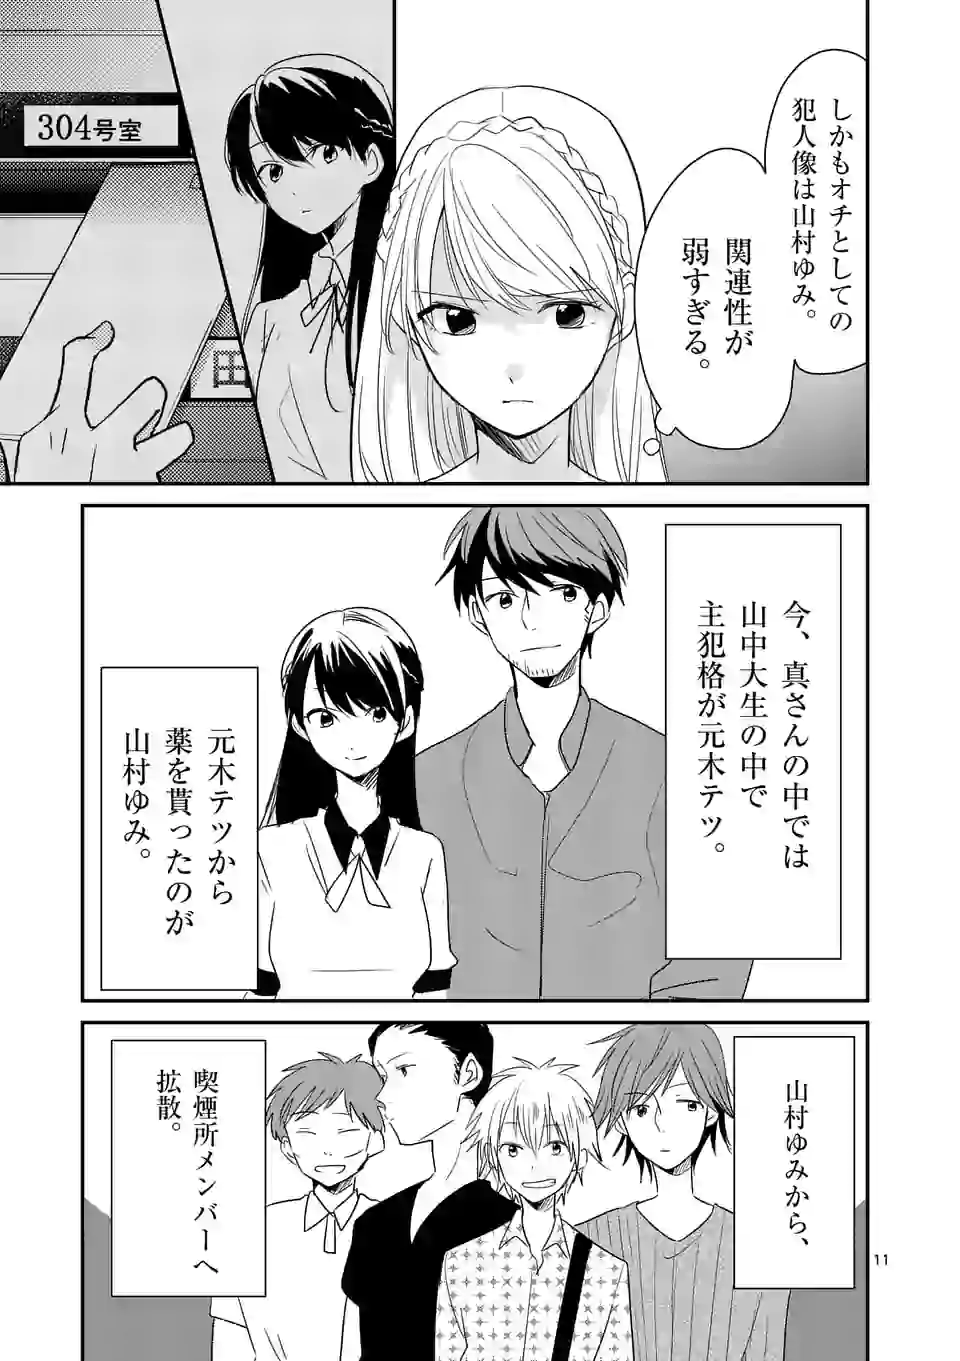 しかもオチとしての
犯人像は山村ゆみ。
関連性が
弱すぎる。
304号室
田
今、真さんの中では
山中大生の中で
主犯格が元木テツ。
元木テツから
薬を貰ったのが
山村ゆみ。
山村ゆみから、
喫煙所メンバーへ
拡散。
11